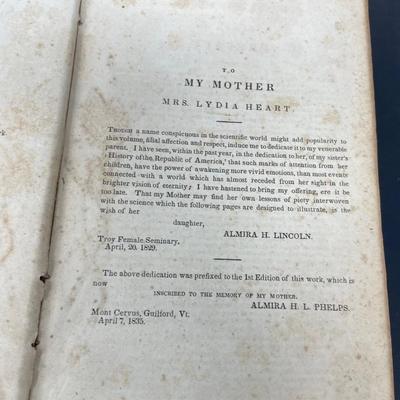 TO
MY MOTHER
MRS. LYDIA HEART.
THOUGH a name conspicuous in the scientific world might add popularity to
this volume, filial affection and respect, induce me to dedicate it to my venerable
parent. I have seen, within the past year, in the dedication to her, of my sister's
'History of the Republic of America,' that such marks of attention from her
children, have the power of awakening more vivid emotions, than most events
connected with a world which has almost receded from her sight in the
brighter vision of eternity; I have hastened to bring my offering, ere it be
too late. That my Mother may find her own lessons of piety interwoven
with the science which the following pages are designed to illustrate, is the
wish of her
daughter,
ALMIRA H. LINCOLN.
Troy Female Seminary,
April, 20. 1829.
The above dedication was prefixed to the 1st Edition of this work, which is
now
INSCRIBED TO THE MEMORY OF MY MOTHER.
ALMIRA H. L. PHELPS.
Mont Cervus, Guilford, Vt.
April 7, 1835.